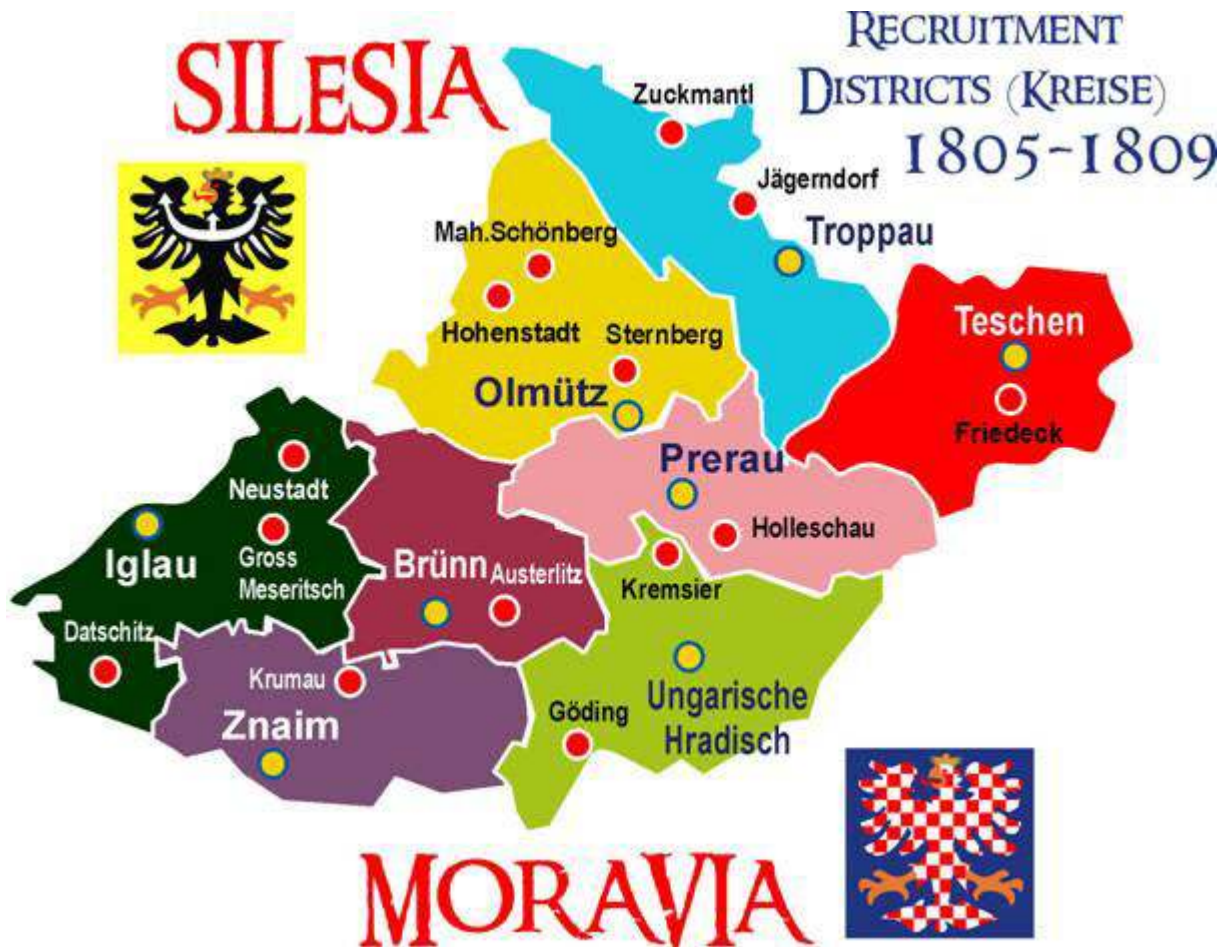 SILESIA
RECRUITMENT
DISTRICTS (KREISE)
1805-1809
Zuckmantl
Jägerndorf
Troppau
Mah.Schönberg
Hohenstadt
Sternberg
Olmütz
Teschen
Friedeck
Prerau
Holleschau
Neustadt
Iglau
Gross
Meseritsch
Brünn
Austerlitz
Kremsier
Datschitz
Krumau
Znaim
Göding
Ungarische
Hradisch
MORAVIA